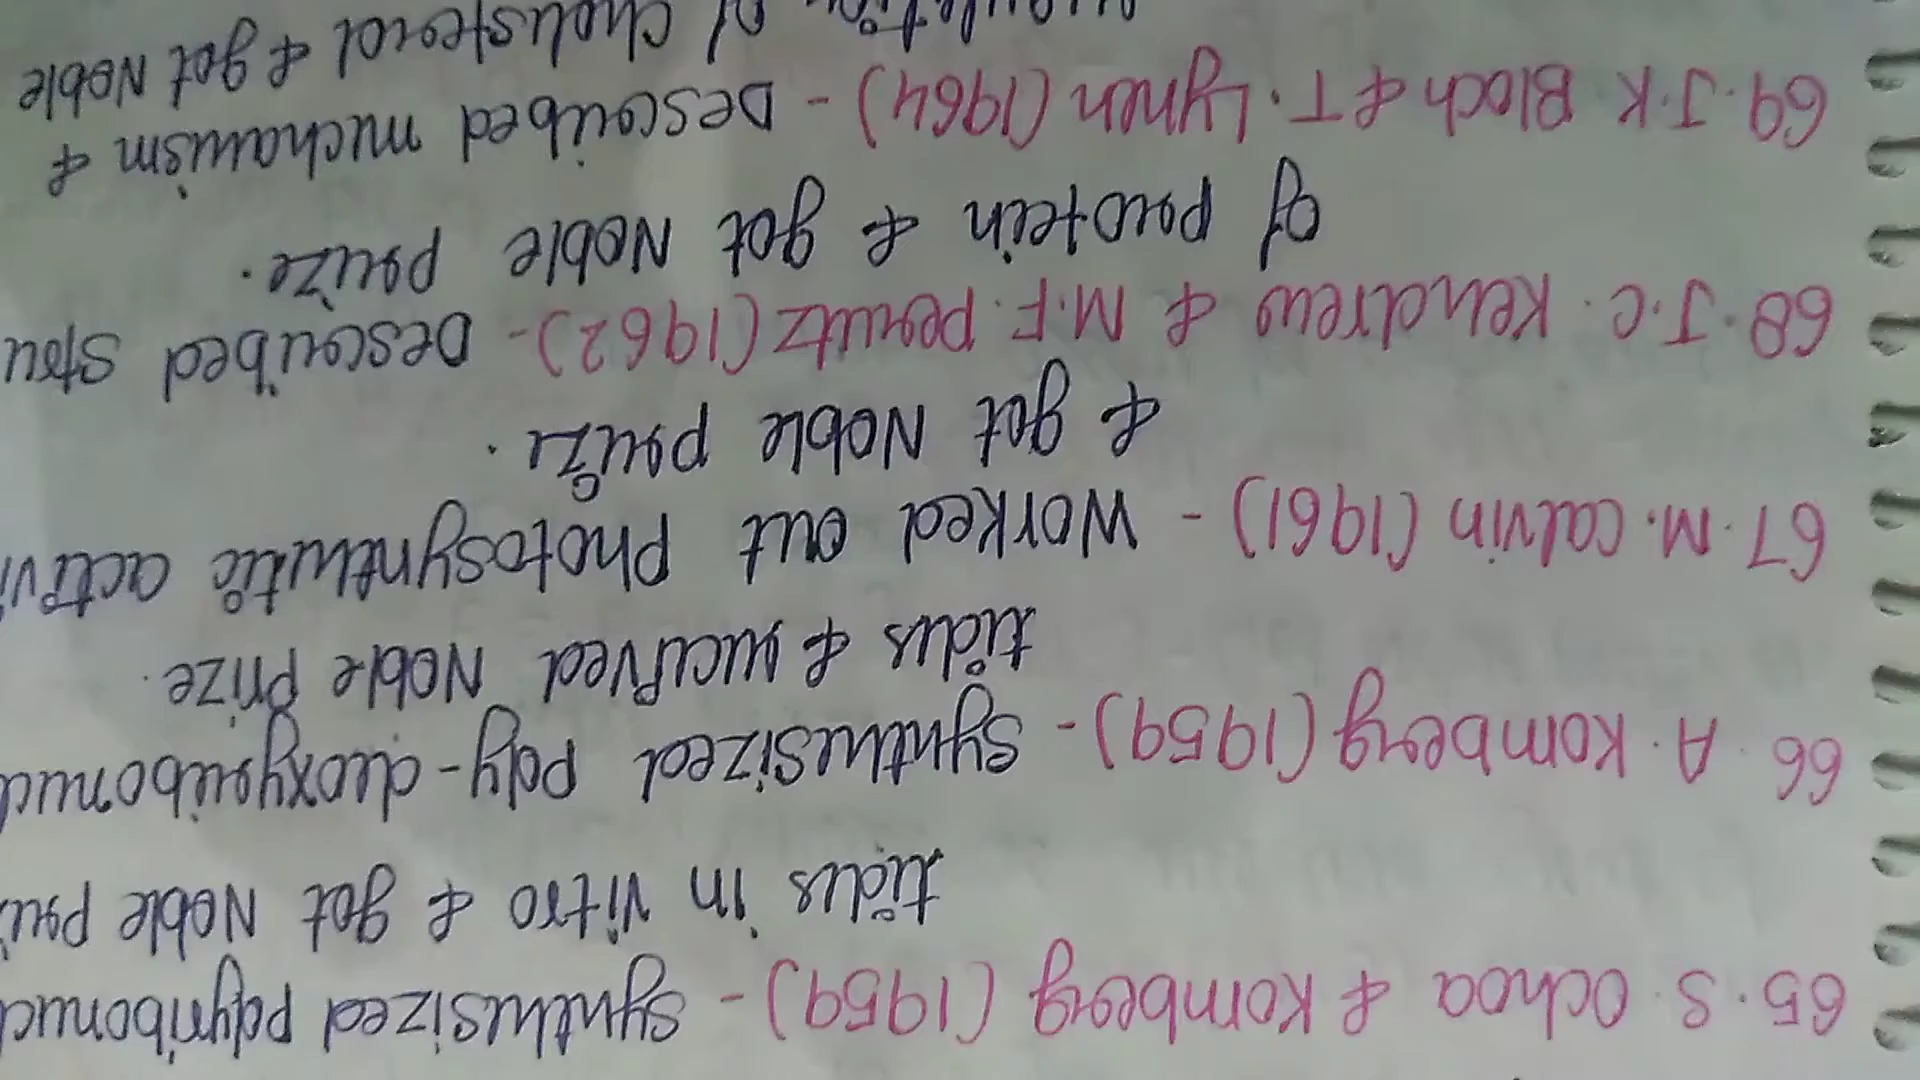 65. S. Ochoa & Kornberg (1959) - synthesized polyribonucl
tides in vitro & got Noble pri
66. A. Kornberg (1959) - synthesized poly-deoxyribonucl
tides & received Noble Prize.
67. M. Calvin (1961) - Worked out photosynthetic activi
& got Noble prize.
68. J.C. Kendrew & M.F. Perutz (1962) - Described stru
of protein & got Noble prize.
69. J.K Bloch & T. Lynen (1964) - Described mechanism &
regulation of cholesterol & got Noble